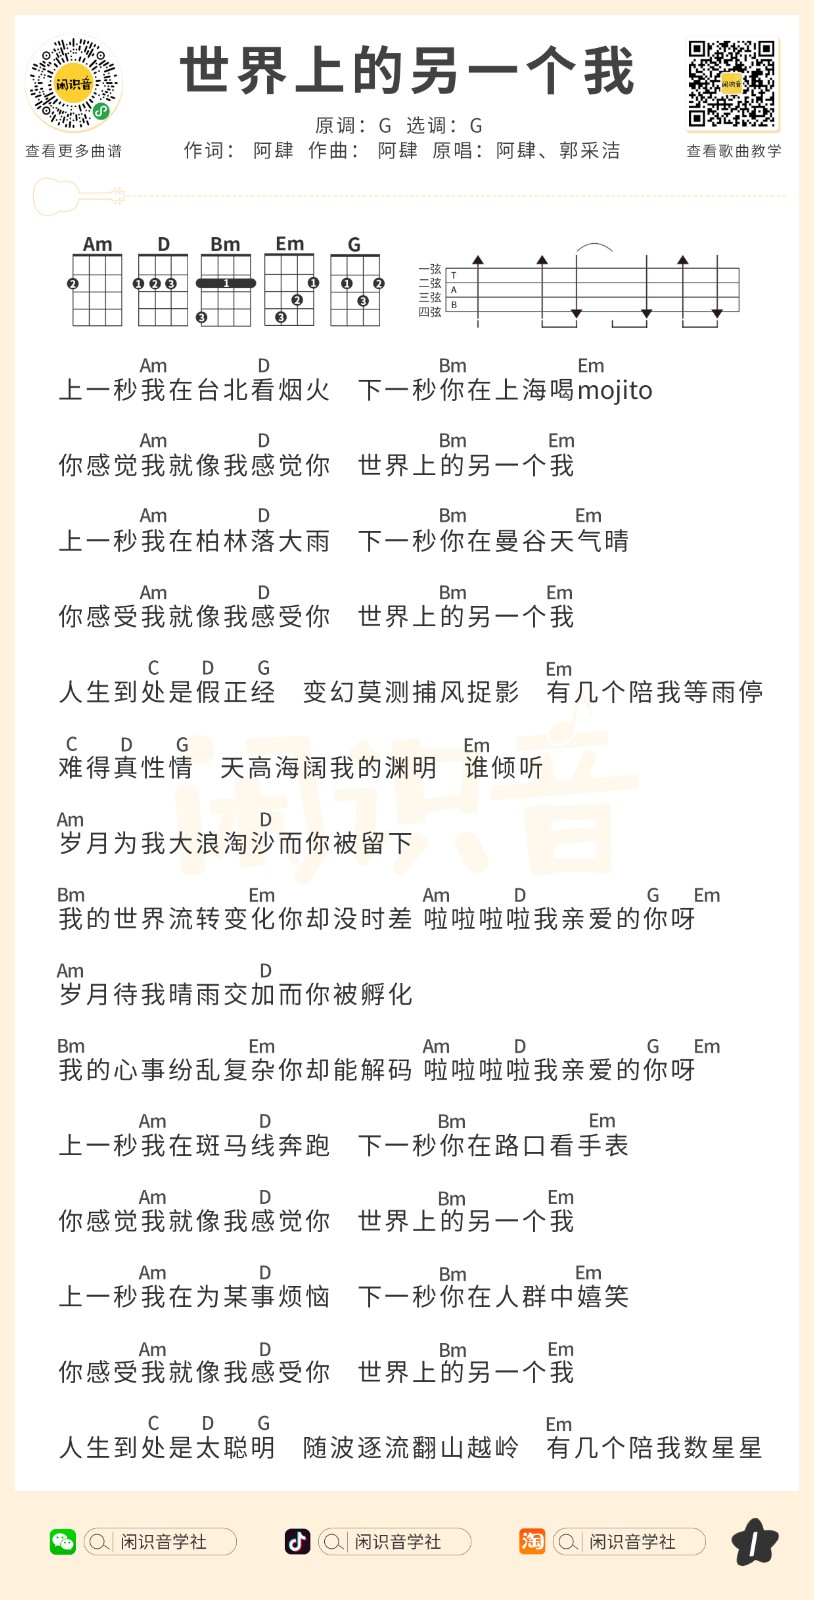 闲识音
世界上的另一个我
闲识音
原调：G 选调：G
查看更多曲谱
作词： 阿肆 作曲： 阿肆 原唱：阿肆、郭采洁
查看歌曲教学
Am D Bm Em G
2
1 2 3
1
3
1
2
3
1 2
3
一弦
二弦
三弦
四弦
T
A
B
Am D Bm Em
上一秒我在台北看烟火 下一秒你在上海喝mojito
Am D Bm Em
你感觉我就像我感觉你 世界上的另一个我
Am D Bm Em
上一秒我在柏林落大雨 下一秒你在曼谷天气晴
Am D Bm Em
你感受我就像我感受你 世界上的另一个我
C D G Em
人生到处是假正经 变幻莫测捕风捉影 有几个陪我等雨停
C D G Em
难得真性情 天高海阔我的渊明 谁倾听
闲识音
Am D
岁月为我大浪淘沙而你被留下
Bm Em Am D G Em
我的世界流转变化你却没时差 啦啦啦啦我亲爱的你呀
Am D
岁月待我晴雨交加而你被孵化
Bm Em Am D G Em
我的心事纷乱复杂你却能解码 啦啦啦啦我亲爱的你呀
Am D Bm Em
上一秒我在斑马线奔跑 下一秒你在路口看手表
Am D Bm Em
你感觉我就像我感觉你 世界上的另一个我
Am D Bm Em
上一秒我在为某事烦恼 下一秒你在人群中嬉笑
Am D Bm Em
你感受我就像我感受你 世界上的另一个我
C D G Em
人生到处是太聪明 随波逐流翻山越岭 有几个陪我数星星
闲识音学社
闲识音学社
淘
闲识音学社
1